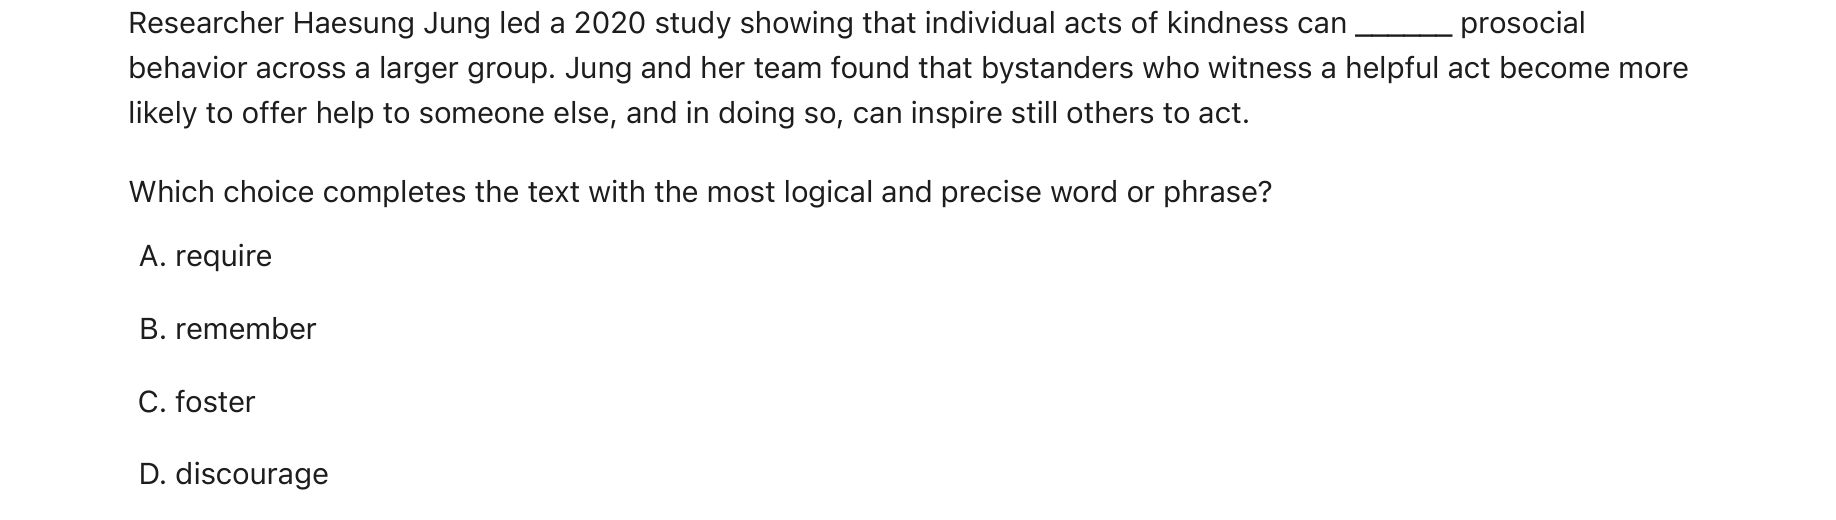 Researcher Haesung Jung led a 2020 study showing that individual acts of kindness can ______ prosocial
behavior across a larger group. Jung and her team found that bystanders who witness a helpful act become more
likely to offer help to someone else, and in doing so, can inspire still others to act.
Which choice completes the text with the most logical and precise word or phrase?
A. require
B. remember
C. foster
D. discourage